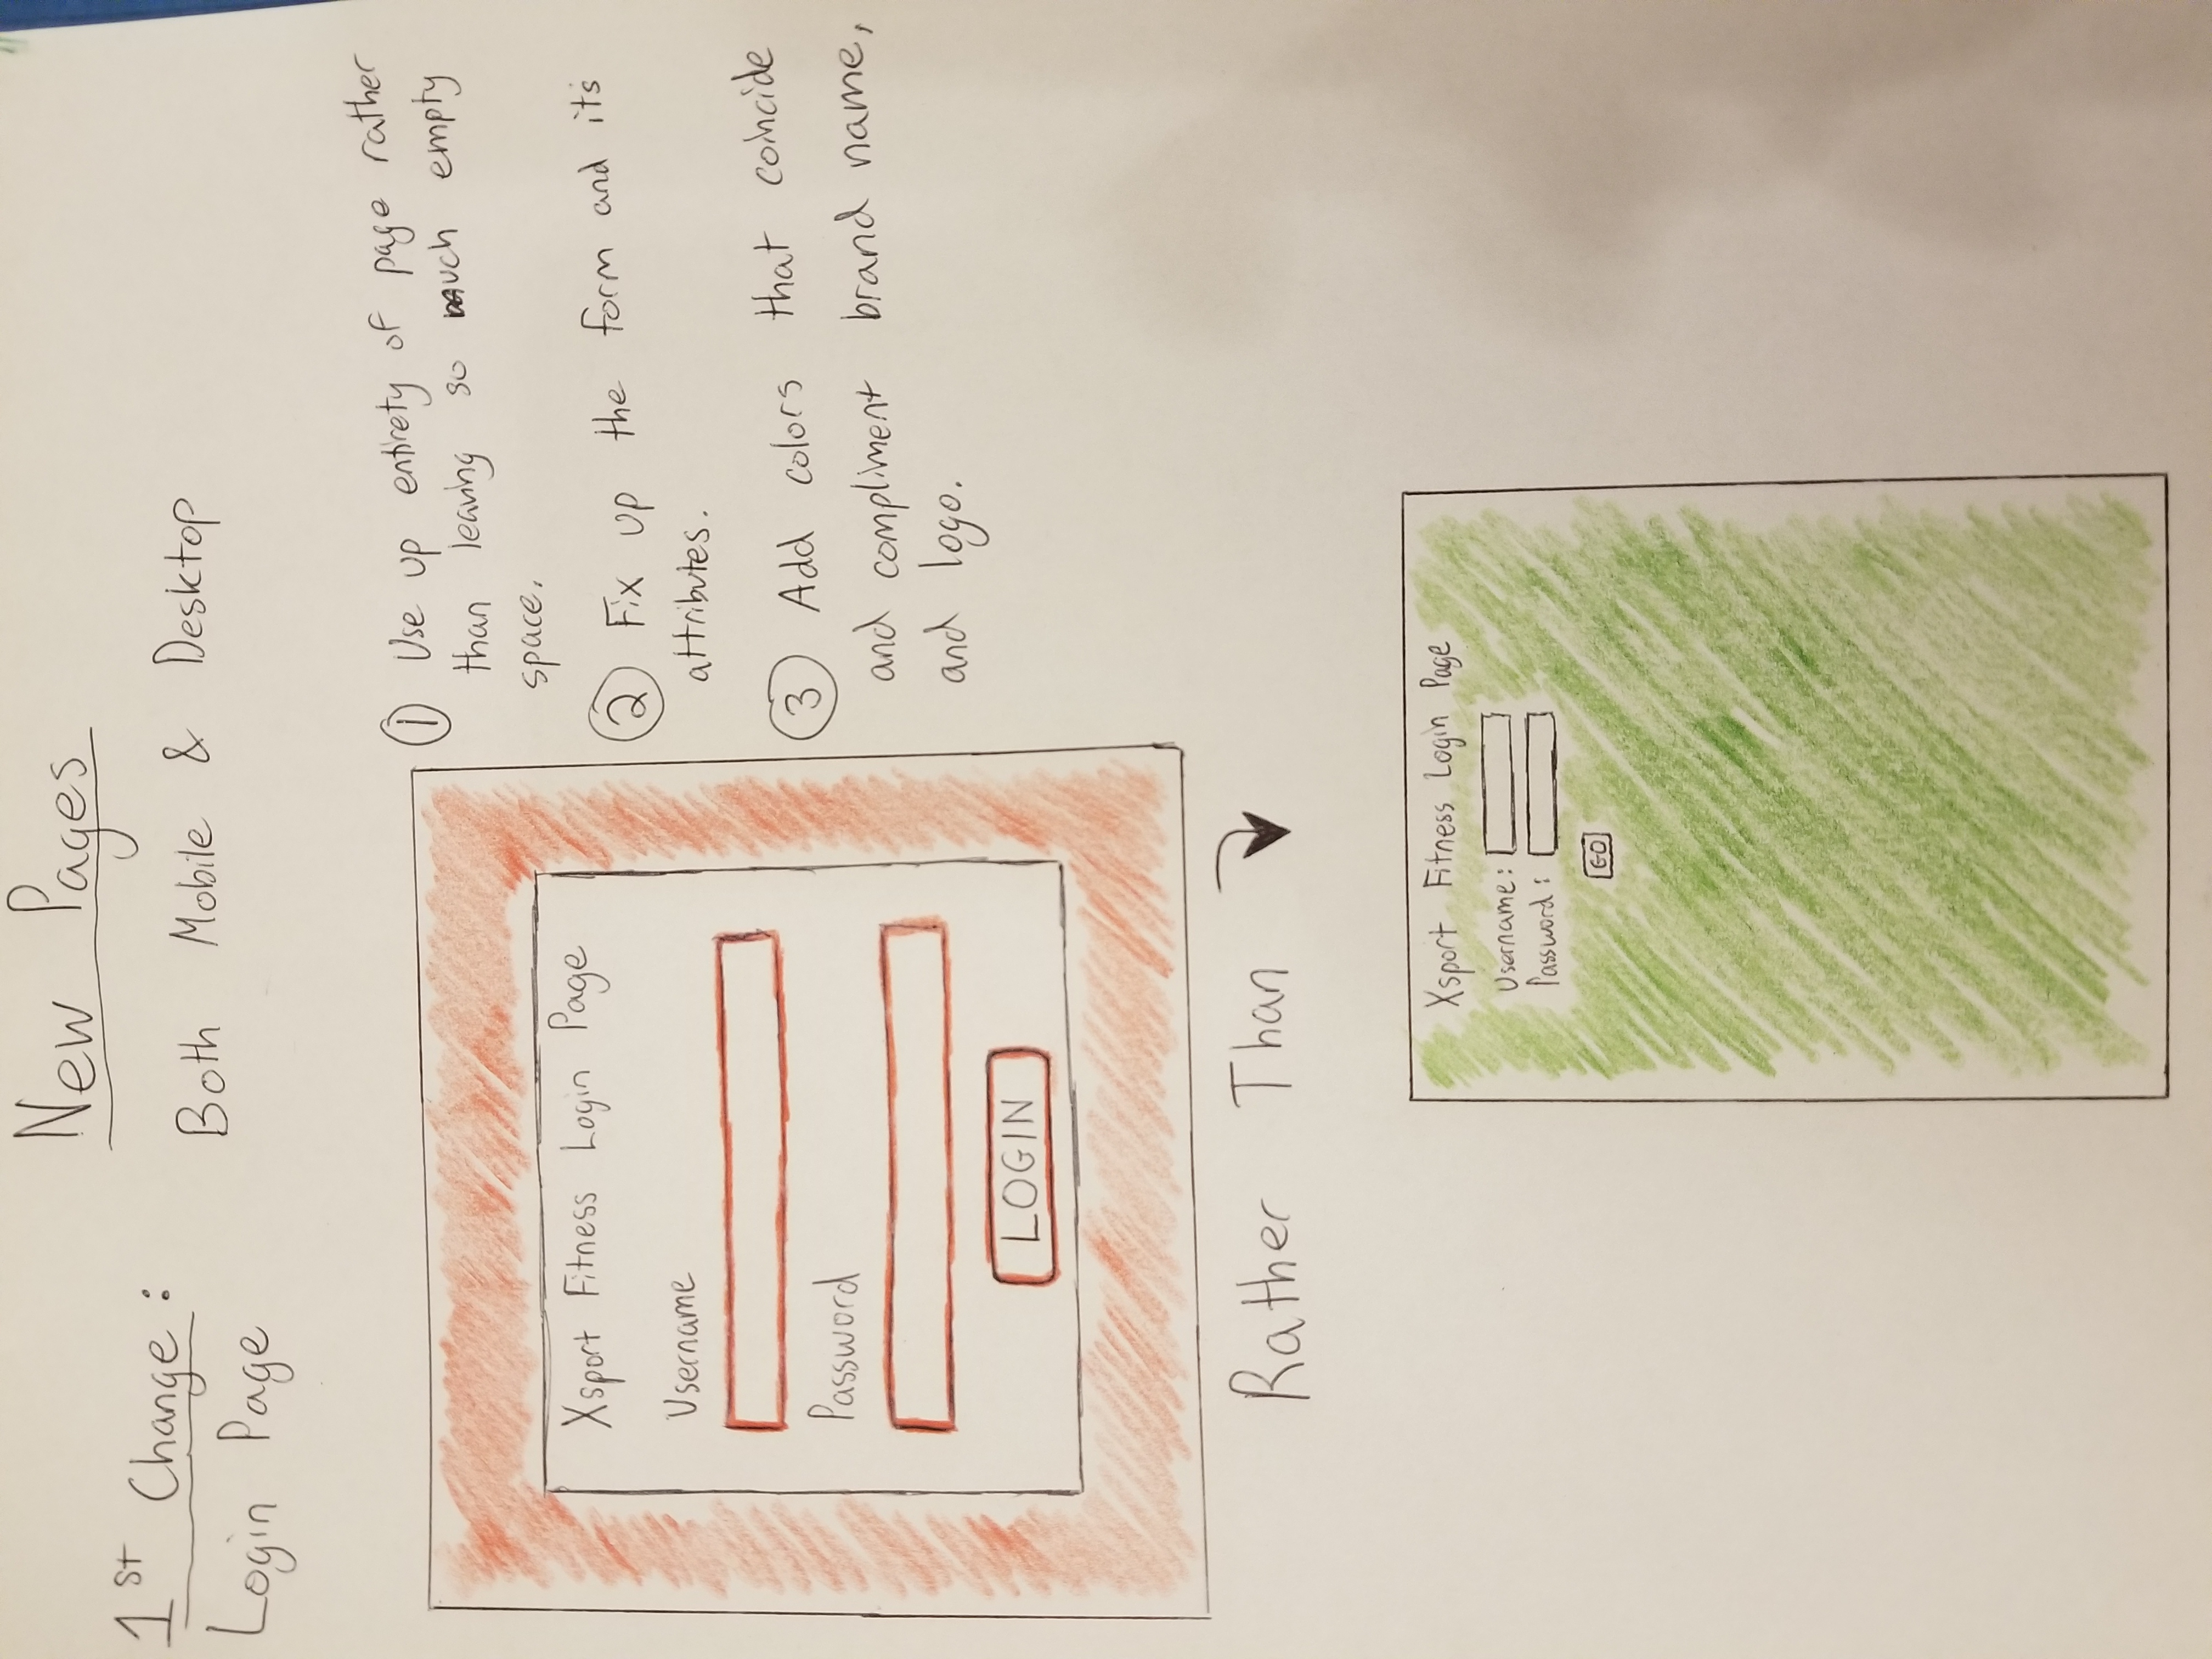 New Pages
1st Change:
Both Mobile & Desktop
Login Page
① Use up entirety of page rather
than leaving so much empty
space.
② Fix up the form and its
attributes.
③ Add colors that coincide
and compliment brand name,
and logo.
Xsport Fitness Login Page
Username
Password
LOGIN
Rather Than
Xsport Fitness Login Page
Username:
Password:
GO